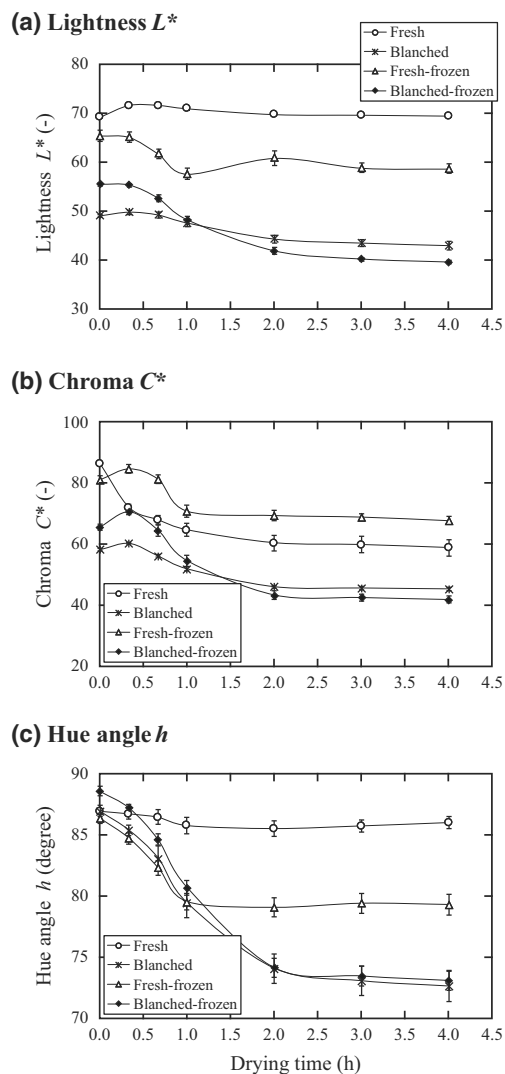 (a) Lightness L*
Fresh
Blanched
Fresh-frozen
Blanched-frozen
80
70
60
50
40
30
Lightness L* (-)
0.0 0.5 1.0 1.5 2.0 2.5 3.0 3.5 4.0 4.5
(b) Chroma C*
100
80
60
40
20
Chroma C* (-)
Fresh
Blanched
Fresh-frozen
Blanched-frozen
0.0 0.5 1.0 1.5 2.0 2.5 3.0 3.5 4.0 4.5
(c) Hue angle h
90
85
80
75
70
Hue angle h (degree)
Fresh
Blanched
Fresh-frozen
Blanched-frozen
0.0 0.5 1.0 1.5 2.0 2.5 3.0 3.5 4.0 4.5
Drying time (h)